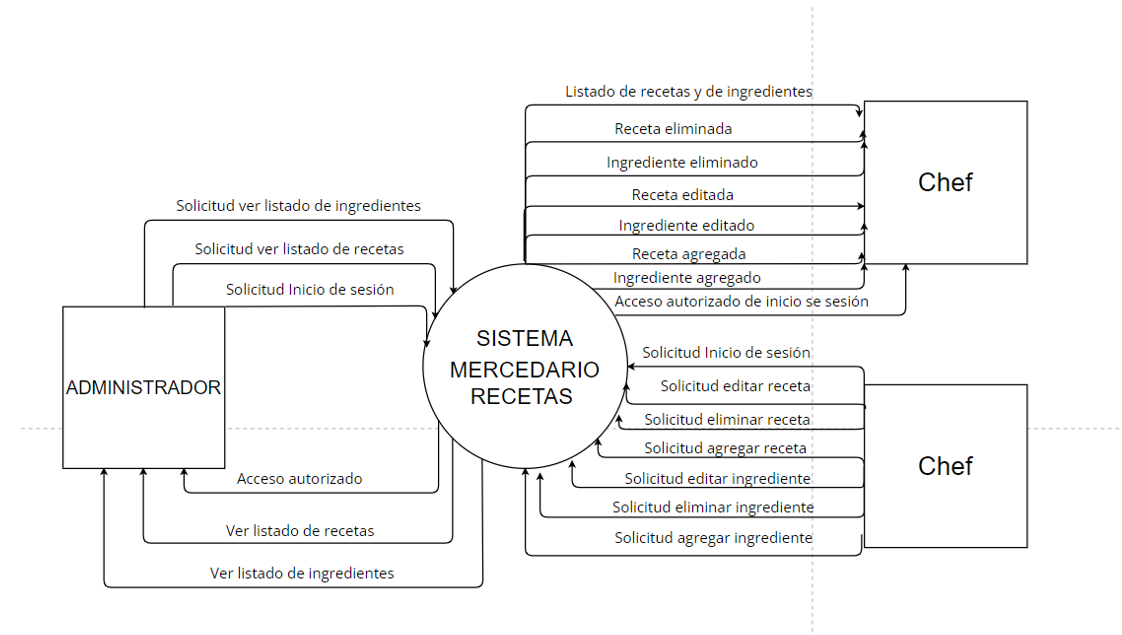 Listado de recetas y de ingredientes
Receta eliminada
Ingrediente eliminado
Receta editada
Ingrediente editado
Receta agregada
Ingrediente agregado
Acceso autorizado de inicio se sesión
Chef
Solicitud ver listado de ingredientes
Solicitud ver listado de recetas
Solicitud Inicio de sesión
ADMINISTRADOR
SISTEMA
MERCEDARIO
RECETAS
Acceso autorizado
Ver listado de recetas
Ver listado de ingredientes
Solicitud Inicio de sesión
Solicitud editar receta
Solicitud eliminar receta
Solicitud agregar receta
Solicitud editar ingrediente
Solicitud eliminar ingrediente
Solicitud agregar ingrediente
Chef